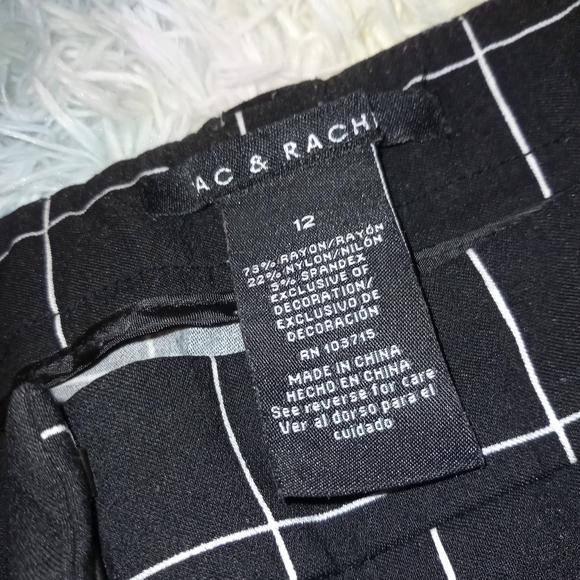 AC & RACH
12
73% RAYON/RAYÓN
22% NYLON/NILÓN
5% SPANDEX
EXCLUSIVE OF
DECORATION/
EXCLUSIVO DE
DECORACIÓN
RN 103715
MADE IN CHINA
HECHO EN CHINA
See reverse for care
Ver al dorso para el
cuidado